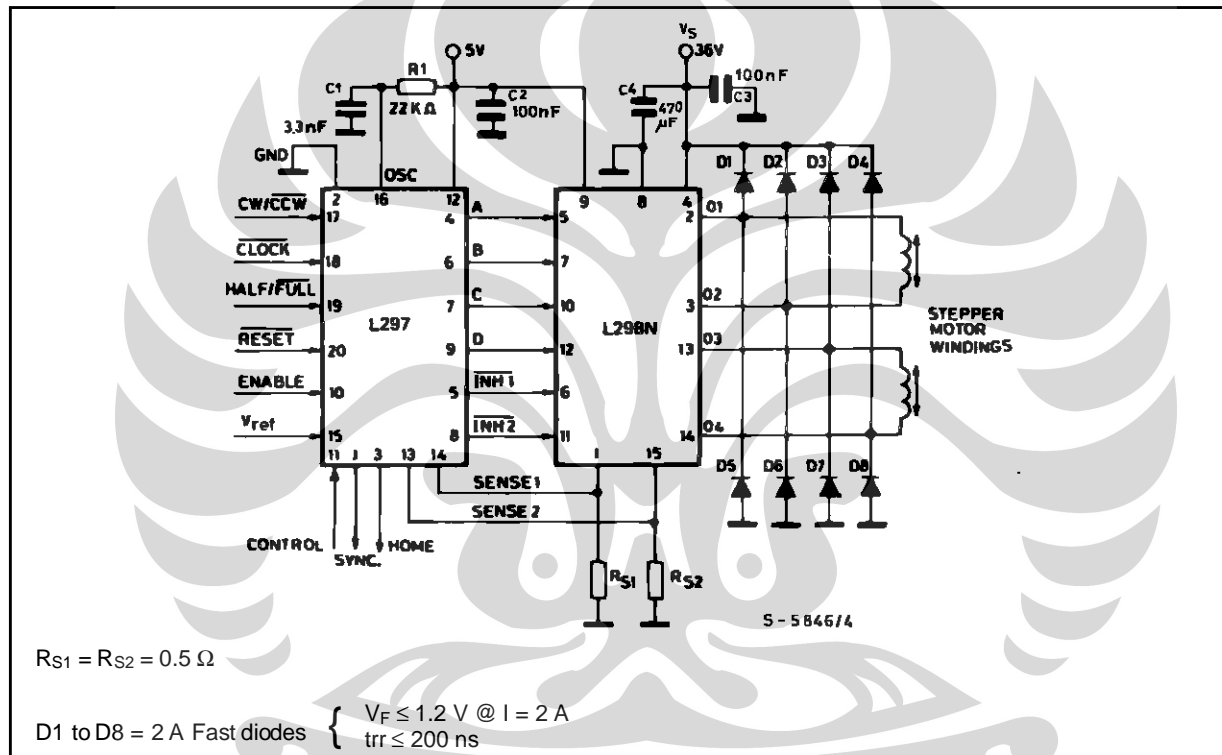 5V
VS
36V
R1
22KΩ
C1
3.3nF
C2
100nF
C4
470
µF
100nF
C3
GND
OSC
2
16
12
9
8
4
D1
D2
D3
D4
CW/CCW
17
4
A
5
2
O1
CLOCK
18
6
B
7
HALF/FULL
19
7
C
10
3
O2
L297
L298N
STEPPER
MOTOR
WINDINGS
RESET
20
9
D
12
13
O3
ENABLE
10
5
INH1
6
Vref
15
8
INH2
11
14
O4
11
1
3
13
14
1
15
D5
D6
D7
D8
SENSE1
SENSE2
CONTROL
SYNC.
HOME
RS1
RS2
S-5846/4
RS1 = RS2 = 0.5 Ω
D1 to D8 = 2 A Fast diodes {
VF ≤ 1.2 V @ I = 2 A
trr ≤ 200 ns